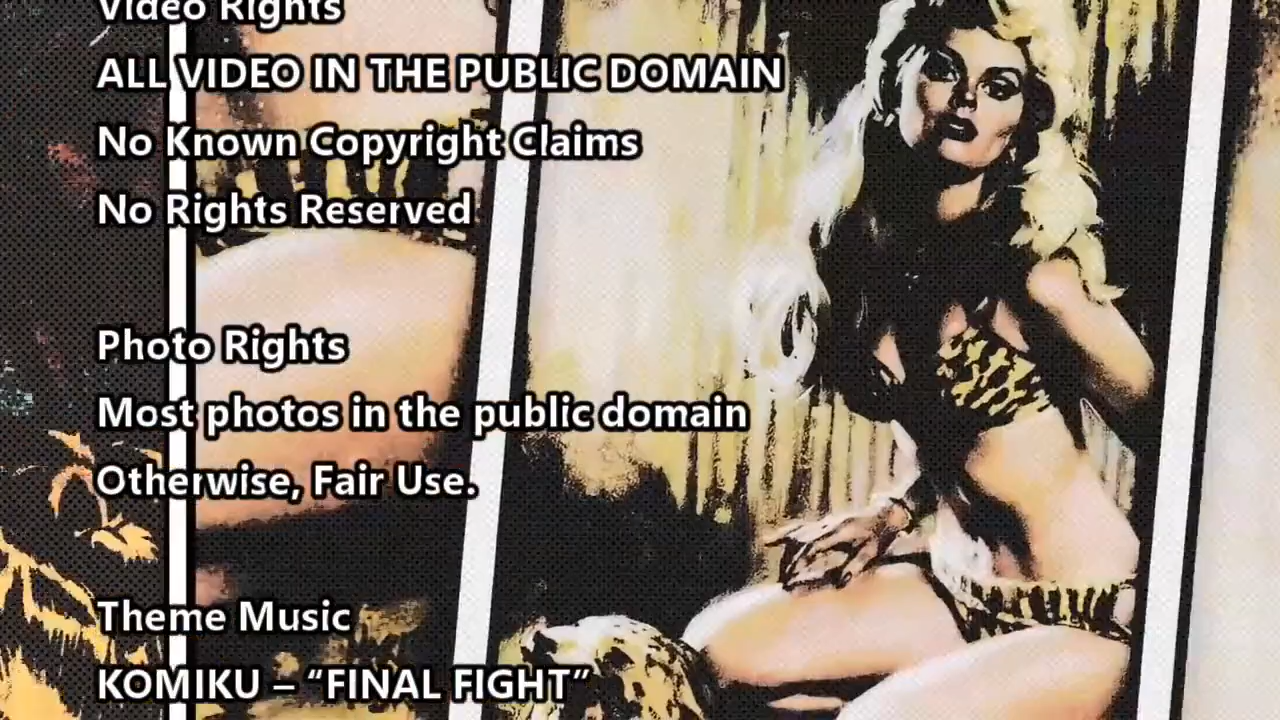 Video Rights
ALL VIDEO IN THE PUBLIC DOMAIN
No Known Copyright Claims
No Rights Reserved
Photo Rights
Most photos in the public domain
Otherwise, Fair Use.
Theme Music
KOMIKU – “FINAL FIGHT”